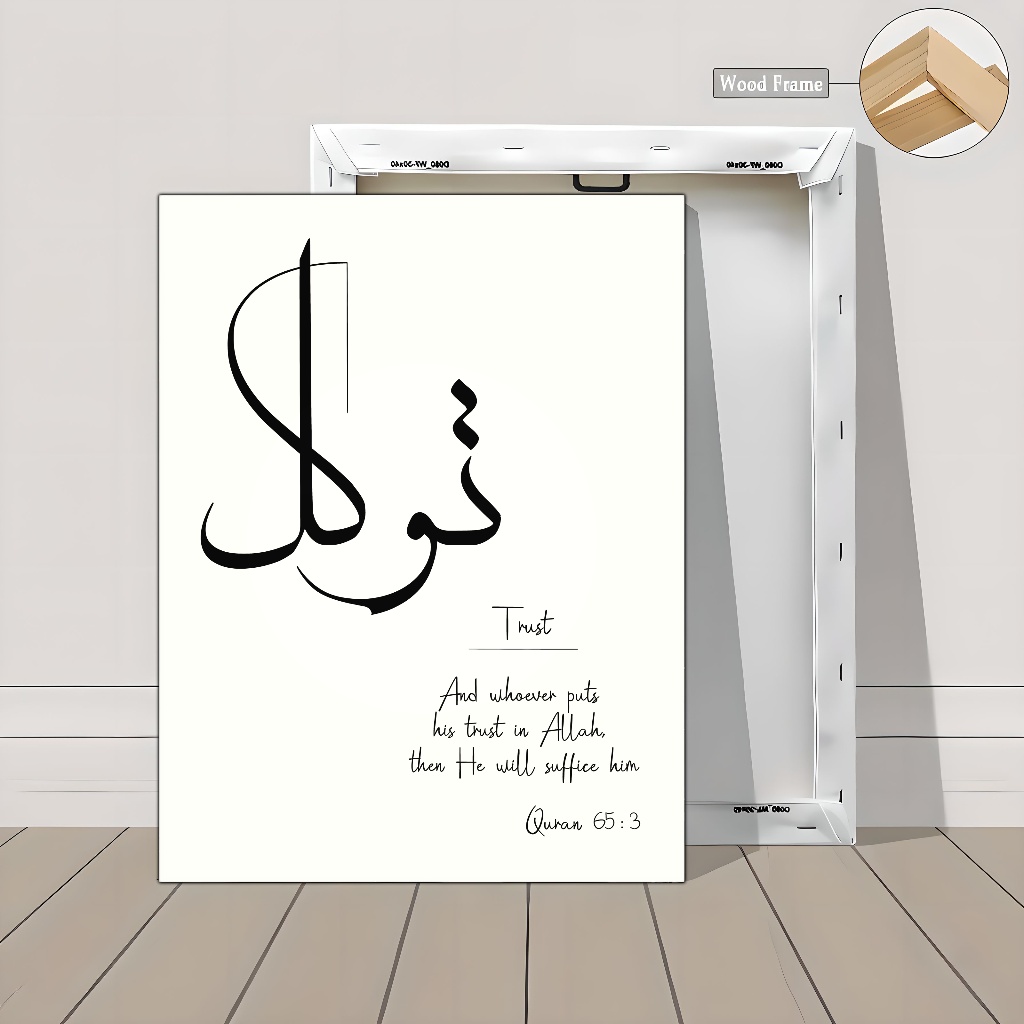 Wood Frame
توكل
Trust
And whoever puts
his trust in Allah,
then He will suffice him
Quran 65:3